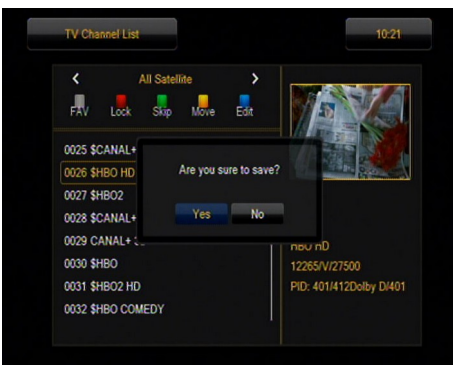 TV Channel List
10:21
All Satellite
FAV Lock Skip Move Edit
0025 $CANAL+
0026 $HBO HD
0027 $HBO2
0028 $CANAL+
0029 CANAL+
0030 $HBO
0031 $HBO2 HD
0032 $HBO COMEDY
Are you sure to save?
Yes No
HBO HD
12265/V/27500
PID: 401/412Dolby D/401